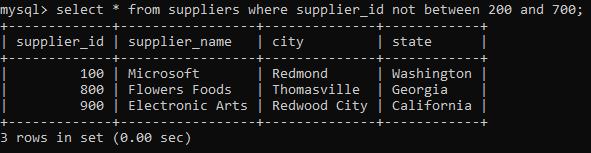 mysql> select * from suppliers where supplier_id not between 200 and 700;
+-------------+-----------------+--------------+------------+
| supplier_id | supplier_name   | city         | state      |
+-------------+-----------------+--------------+------------+
|         100 | Microsoft       | Redmond      | Washington |
|         800 | Flowers Foods   | Thomasville  | Georgia    |
|         900 | Electronic Arts | Redwood City | California |
+-------------+-----------------+--------------+------------+
3 rows in set (0.00 sec)